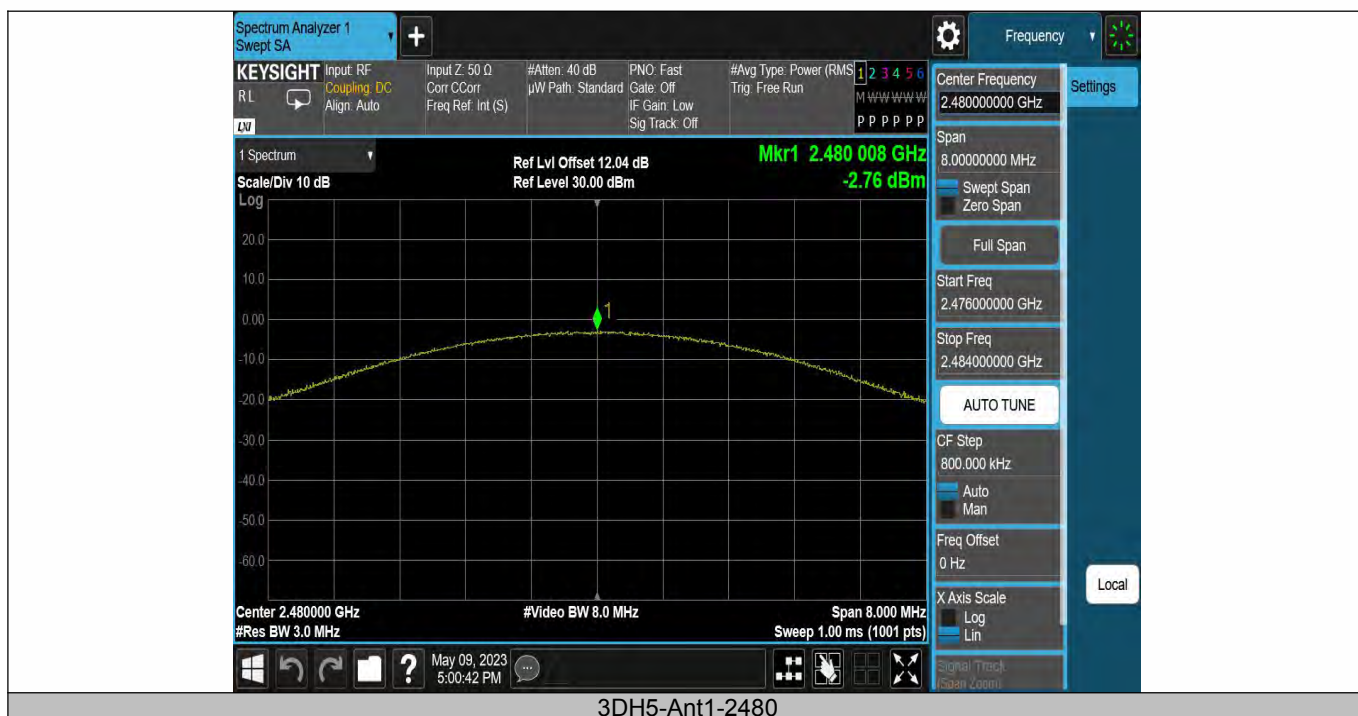 Spectrum Analyzer 1
Swept SA
Frequency
KEYSIGHT
R L
LXI
Input: RF
Coupling: DC
Align: Auto
Input Z: 50 Ω
Corr CCorr
Freq Ref: Int (S)
#Atten: 40 dB
µW Path: Standard
PNO: Fast
Gate: Off
IF Gain: Low
Sig Track: Off
#Avg Type: Power (RMS
Trig: Free Run
1 2 3 4 5 6
M W W W W W
P P P P P P
1 Spectrum
Scale/Div 10 dB
Log
Ref Lvl Offset 12.04 dB
Ref Level 30.00 dBm
Mkr1 2.480 008 GHz
-2.76 dBm
20.0
10.0
0.00
-10.0
-20.0
-30.0
-40.0
-50.0
-60.0
1
Center 2.480000 GHz
#Res BW 3.0 MHz
#Video BW 8.0 MHz
Span 8.000 MHz
Sweep 1.00 ms (1001 pts)
Center Frequency
2.480000000 GHz
Settings
Span
8.00000000 MHz
Swept Span
Zero Span
Full Span
Start Freq
2.476000000 GHz
Stop Freq
2.484000000 GHz
AUTO TUNE
CF Step
800.000 kHz
Auto
Man
Freq Offset
0 Hz
X Axis Scale
Log
Lin
Signal Track
(Span Zoom)
Local
?
May 09, 2023
5:00:42 PM
3DH5-Ant1-2480